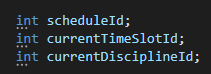 int scheduleId;
int currentTimeSlotId;
int currentDisciplineId;